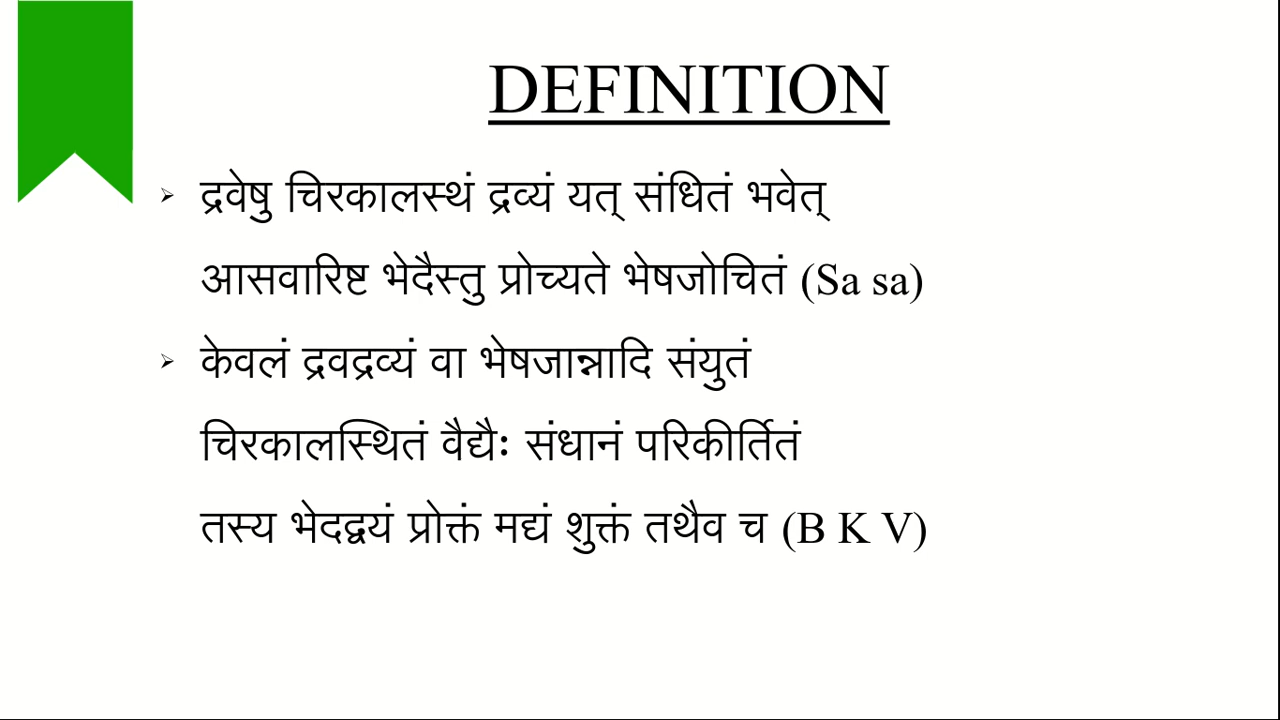 DEFINITION
➢ द्रवेषु चिरकालस्थं द्रव्यं यत् संधितं भवेत्
आसवारिष्ट भेदैस्तु प्रोच्यते भेषजोचितं (Sa sa)
➢ केवलं द्रवद्रव्यं वा भेषजान्नादि संयुतं
चिरकालस्थितं वैद्यैः संधानं परिकीर्तितं
तस्य भेदद्वयं प्रोक्तं मद्यं शुक्तं तथैव च (B K V)